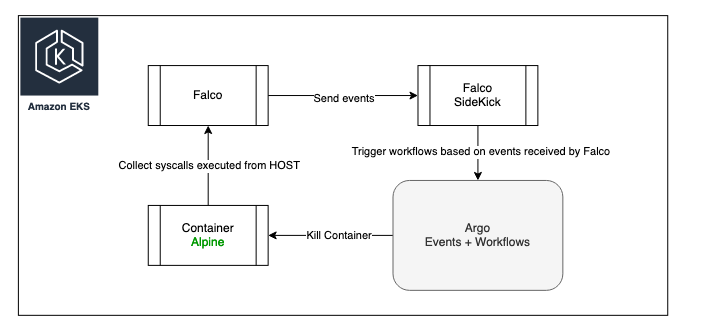 Amazon EKS
Falco
Send events
Falco
SideKick
Trigger workflows based on events received by Falco
Collect syscalls executed from HOST
Container
Alpine
Kill Container
Argo
Events + Workflows